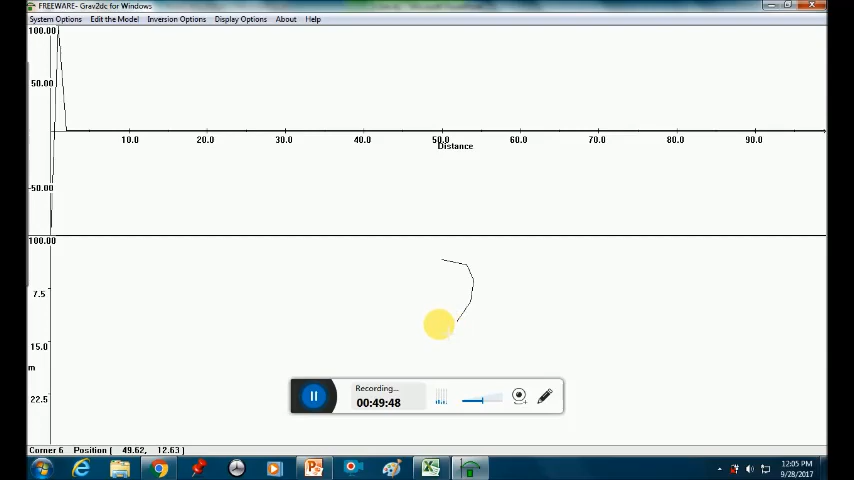 FREEWARE- Grav2dc for Windows
System Options Edit the Model Inversion Options Display Options About Help
100.00
50.00
10.0 20.0 30.0 40.0 50.0 60.0 70.0 80.0 90.0
Distance
-50.00
100.00
7.5
15.0
m
22.5
Recording...
00:49:48
Corner 6 Position ( 49.62, 12.63 )
12:05 PM
9/28/2017